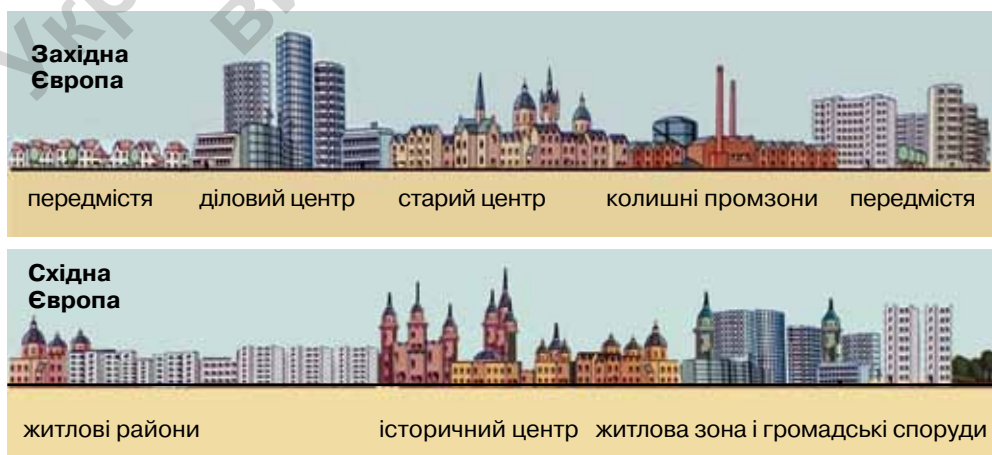 Західна
Європа
передмістя діловий центр старий центр колишні промзони передмістя
Східна
Європа
житлові райони історичний центр житлова зона і громадські споруди